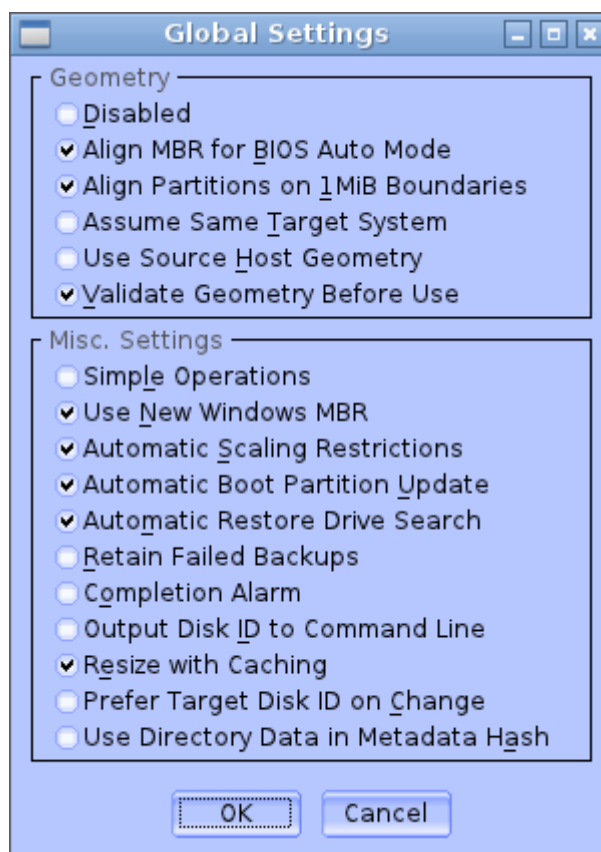 Global Settings
Geometry
Disabled
Align MBR for BIOS Auto Mode
Align Partitions on 1MiB Boundaries
Assume Same Target System
Use Source Host Geometry
Validate Geometry Before Use
Misc. Settings
Simple Operations
Use New Windows MBR
Automatic Scaling Restrictions
Automatic Boot Partition Update
Automatic Restore Drive Search
Retain Failed Backups
Completion Alarm
Output Disk ID to Command Line
Resize with Caching
Prefer Target Disk ID on Change
Use Directory Data in Metadata Hash
OK Cancel